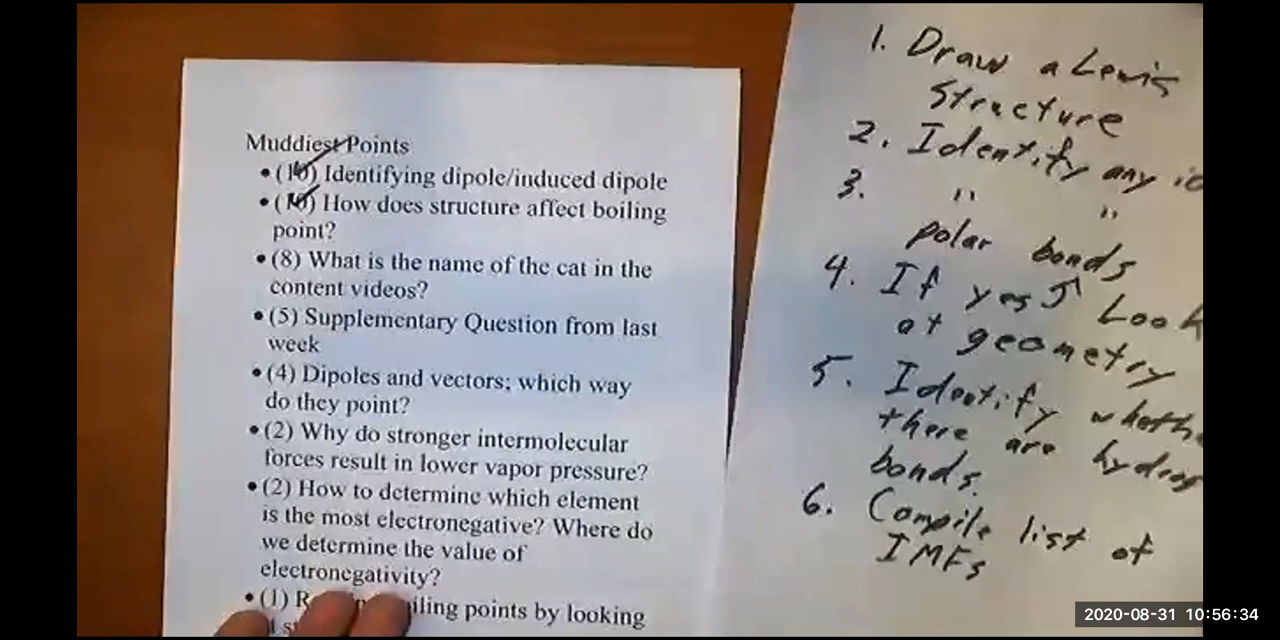 Muddiest Points
• (10) Identifying dipole/induced dipole
• (10) How does structure affect boiling
point?
• (8) What is the name of the cat in the
content videos?
• (5) Supplementary Question from last
week
• (4) Dipoles and vectors; which way
do they point?
• (2) Why do stronger intermolecular
forces result in lower vapor pressure?
• (2) How to determine which element
is the most electronegative? Where do
we determine the value of
electronegativity?
• (1) iling points by looking
1. Draw a Lewis
Structure
2. Identify any
3. " "
polar bonds
4. If yes, Look
at geometry
5. Identify wheth
there are hydrog
bonds.
6. Compile list of
IMFs
2020-08-31 10:56:34